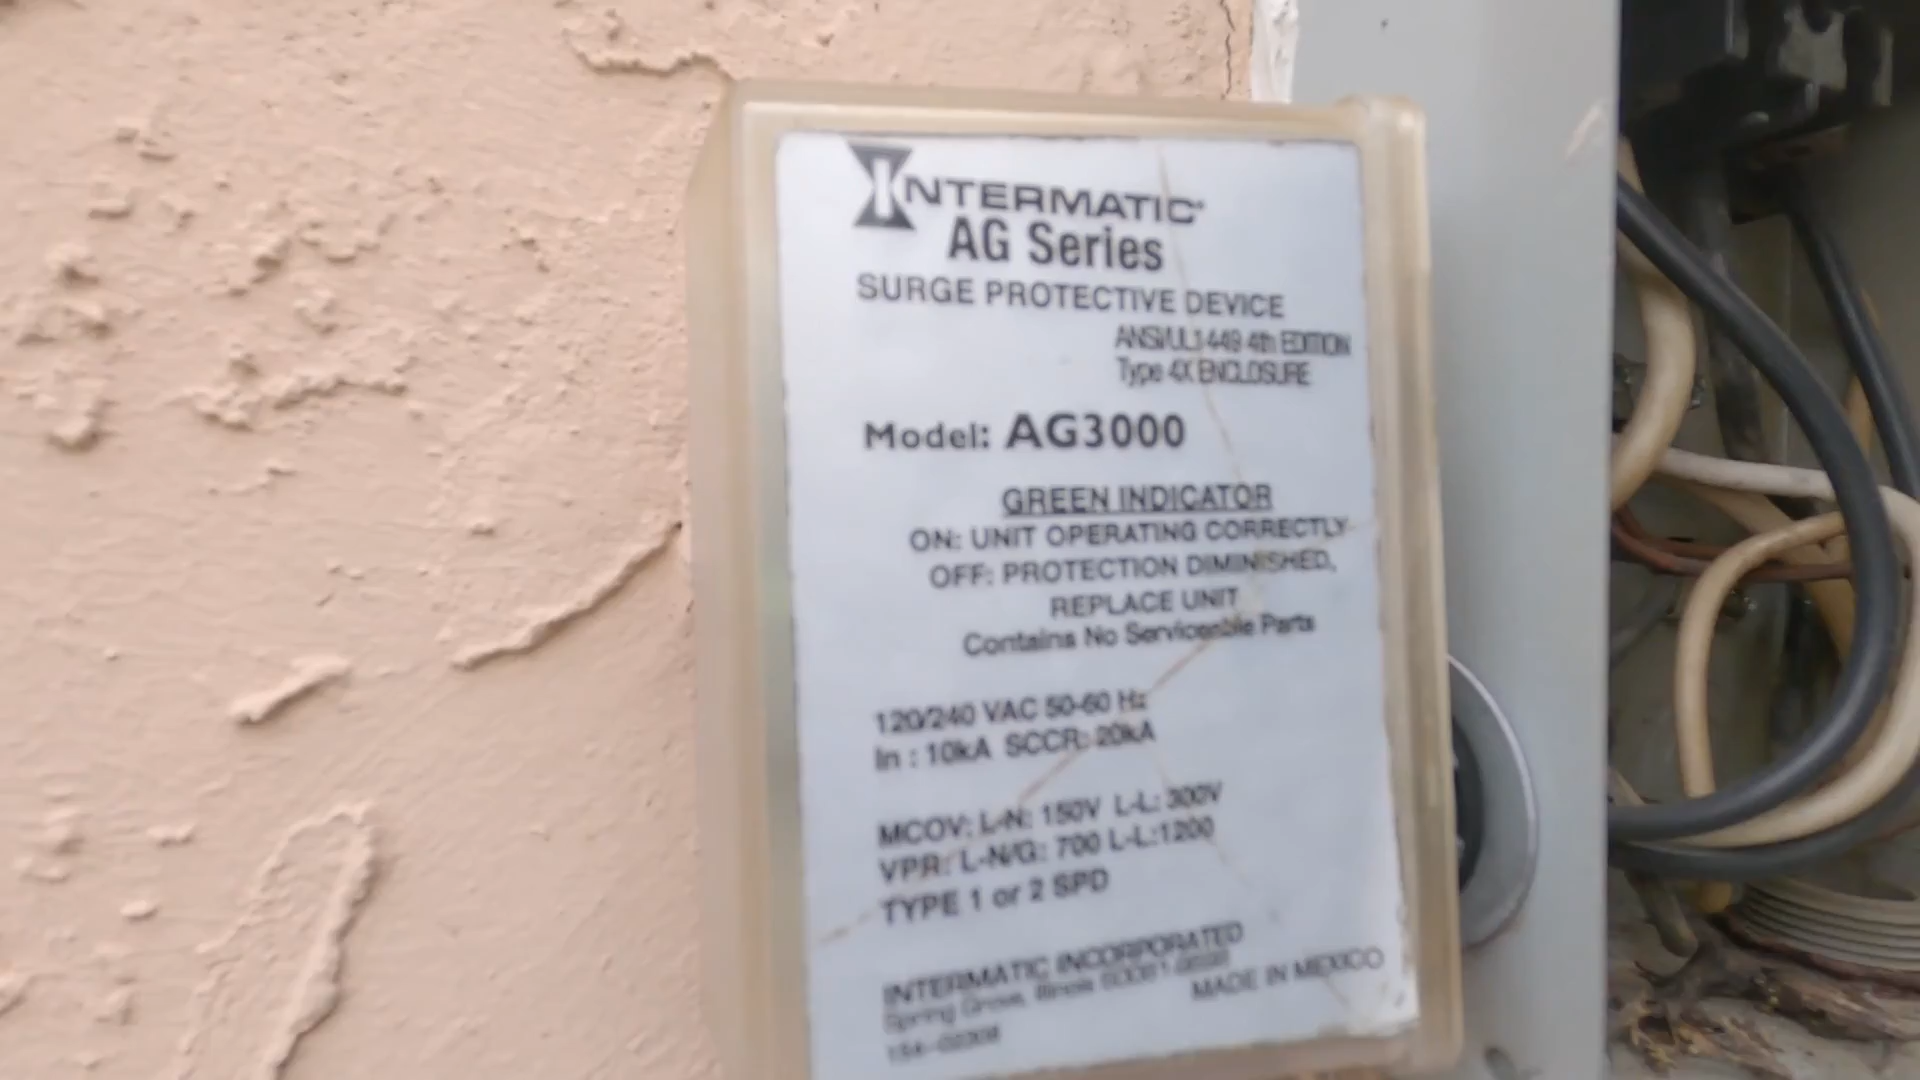 INTERMATIC
AG Series
SURGE PROTECTIVE DEVICE
ANSI/UL1449 4th EDITION
Type 4X ENCLOSURE
Model: AG3000
GREEN INDICATOR
ON: UNIT OPERATING CORRECTLY
OFF: PROTECTION DIMINISHED,
REPLACE UNIT
Contains No Serviceable Parts
120/240 VAC 50-60 Hz
In : 10kA SCCR: 20kA
MCOV: L-N: 150V L-L: 300V
VPR: L-N/G: 700 L-L:1200
TYPE 1 or 2 SPD
INTERMATIC INCORPORATED
Spring Grove, Illinois
MADE IN MEXICO